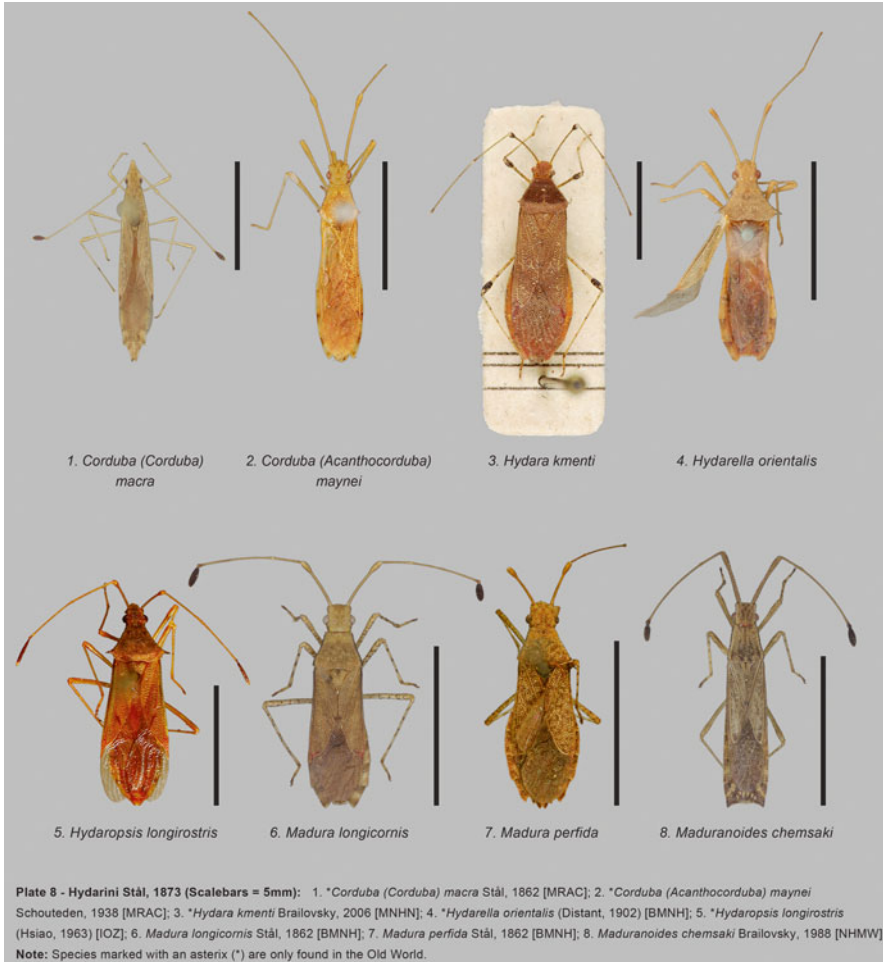 1. Corduba (Corduba)
macra
2. Corduba (Acanthocorduba)
maynei
3. Hydara kmenti
4. Hydarella orientalis
5. Hydaropsis longirostris
6. Madura longicornis
7. Madura perfida
8. Maduranoides chemsaki
Plate 8 - Hydarini Stål, 1873 (Scalebars = 5mm): 1. *Corduba (Corduba) macra Stål, 1862 [MRAC]; 2. *Corduba (Acanthocorduba) maynei
Schouteden, 1938 [MRAC]; 3. *Hydara kmenti Brailovsky, 2006 [MNHN]; 4. *Hydarella orientalis (Distant, 1902) [BMNH]; 5. *Hydaropsis longirostris
(Hsiao, 1963) [IOZ]; 6. Madura longicornis Stål, 1862 [BMNH]; 7. Madura perfida Stål, 1862 [BMNH]; 8. Maduranoides chemsaki Brailovsky, 1988 [NHMW]
Note: Species marked with an asterix (*) are only found in the Old World.